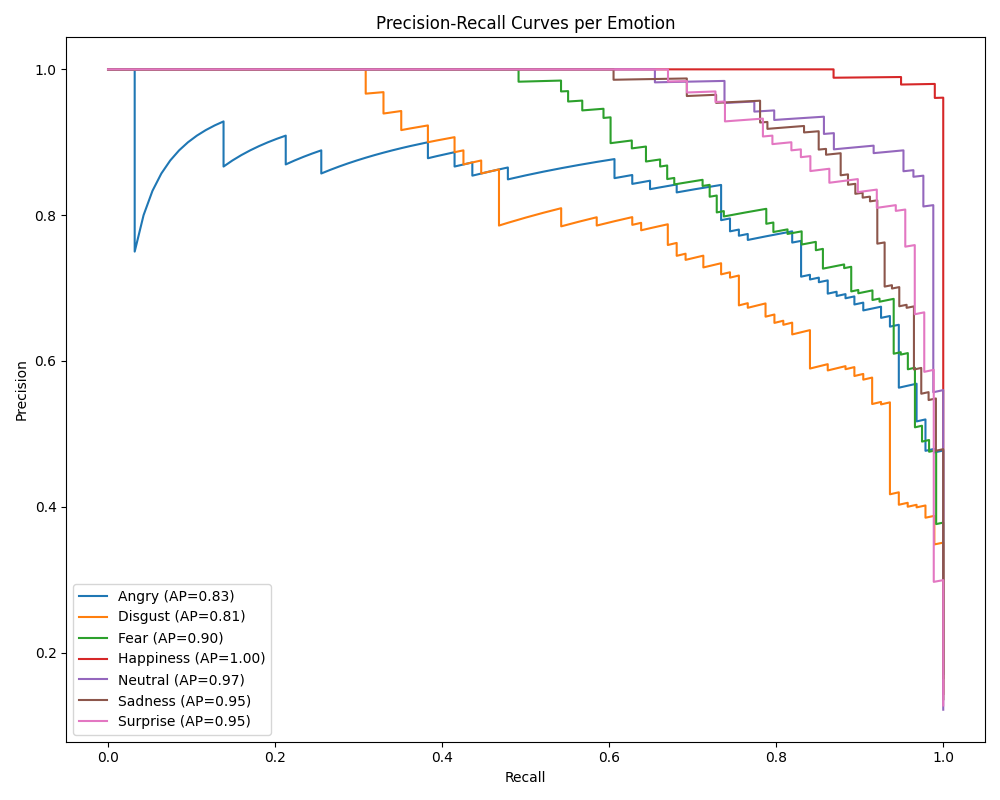 Precision-Recall Curves per Emotion
Precision
1.0
0.8
0.6
0.4
0.2
Angry (AP=0.83)
Disgust (AP=0.81)
Fear (AP=0.90)
Happiness (AP=1.00)
Neutral (AP=0.97)
Sadness (AP=0.95)
Surprise (AP=0.95)
0.0 0.2 0.4 0.6 0.8 1.0
Recall